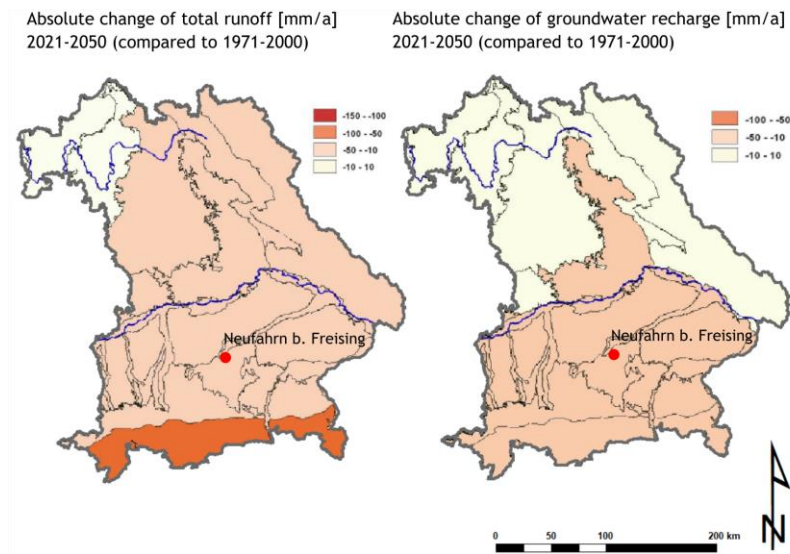 Absolute change of total runoff [mm/a]
2021-2050 (compared to 1971-2000)
-150 - -100
-100 - -50
-50 - -10
-10 - 10
Neufahrn b. Freising
Absolute change of groundwater recharge [mm/a]
2021-2050 (compared to 1971-2000)
-100 - -50
-50 - -10
-10 - 10
Neufahrn b. Freising
0 25 50 100 200 km
N